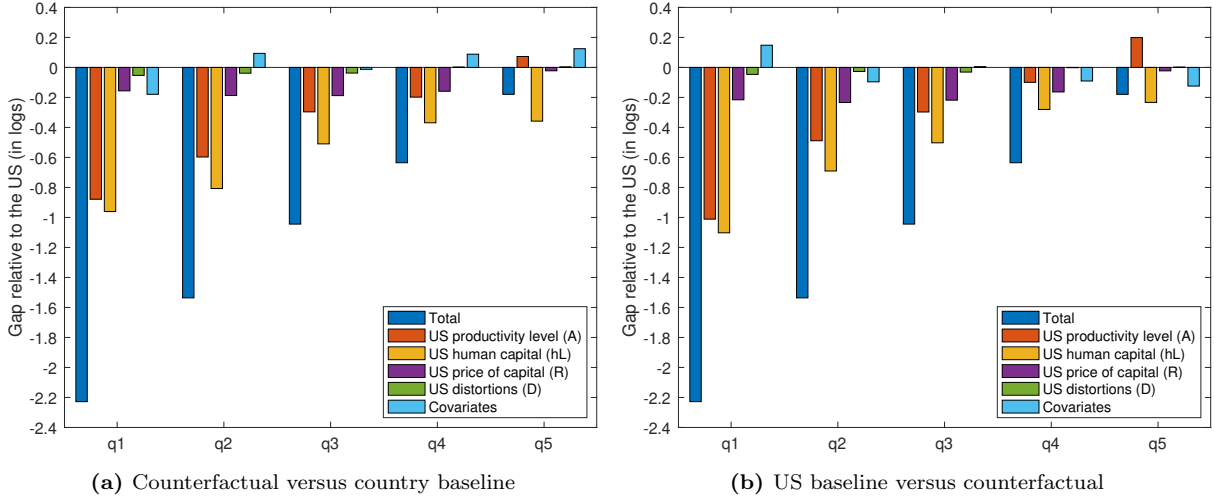 0.4
0.2
0
-0.2
-0.4
-0.6
-0.8
-1
-1.2
-1.4
-1.6
-1.8
-2
-2.2
-2.4
Gap relative to the US (in logs)
q1 q2 q3 q4 q5
Total
US productivity level (A)
US human capital (hL)
US price of capital (R)
US distortions (D)
Covariates
(a) Counterfactual versus country baseline
0.4
0.2
0
-0.2
-0.4
-0.6
-0.8
-1
-1.2
-1.4
-1.6
-1.8
-2
-2.2
-2.4
Gap relative to the US (in logs)
q1 q2 q3 q4 q5
Total
US productivity level (A)
US human capital (hL)
US price of capital (R)
US distortions (D)
Covariates
(b) US baseline versus counterfactual